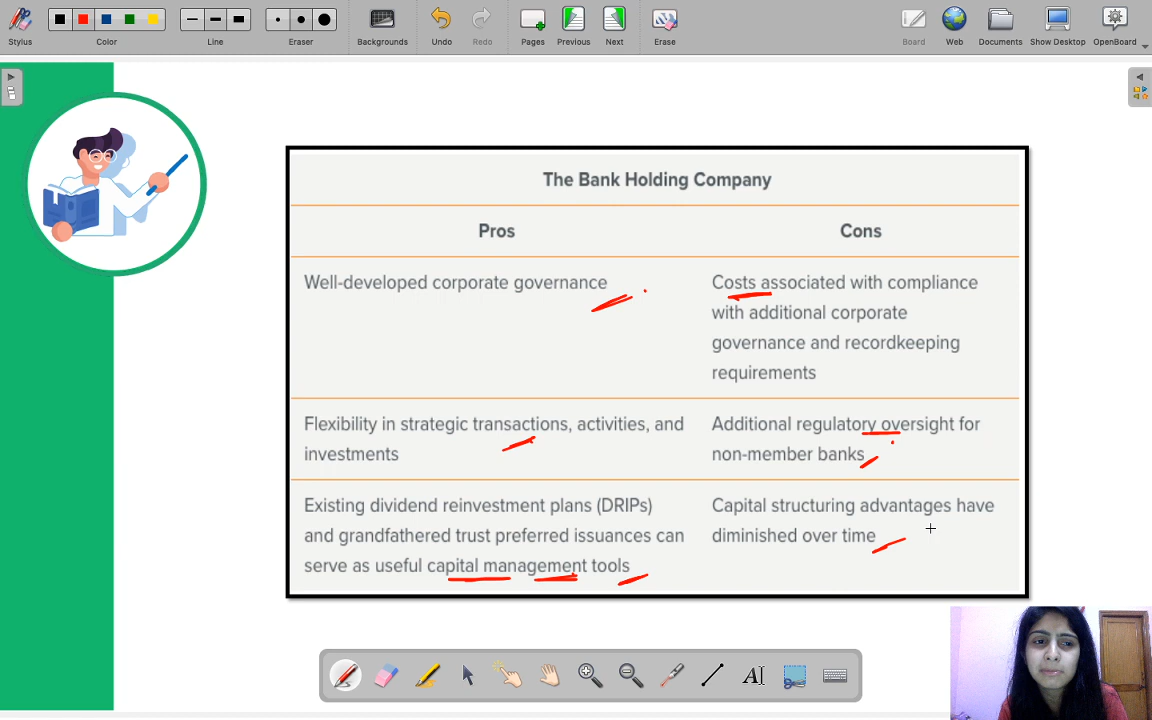 Stylus
Color
Line
Eraser
Backgrounds
Undo
Redo
Pages
Previous
Next
Erase
Board
Web
Documents
Show Desktop
OpenBoard
The Bank Holding Company
Pros
Cons
Well-developed corporate governance
Costs associated with compliance
with additional corporate
governance and recordkeeping
requirements
Flexibility in strategic transactions, activities, and
investments
Additional regulatory oversight for
non-member banks
Existing dividend reinvestment plans (DRIPs)
and grandfathered trust preferred issuances can
serve as useful capital management tools
Capital structuring advantages have
diminished over time